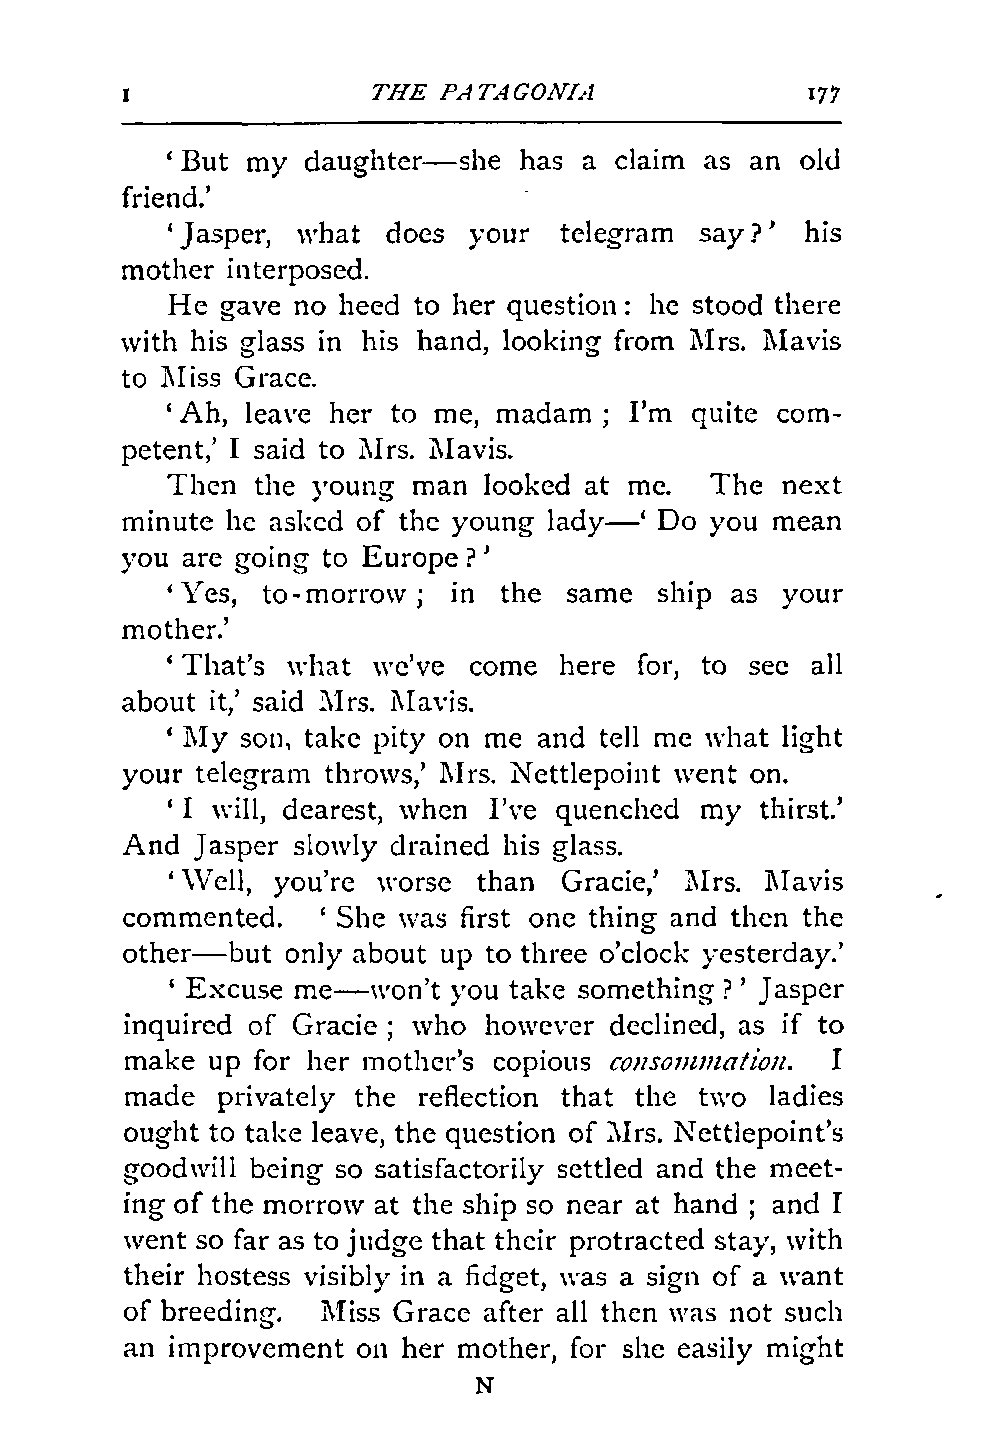 I THE PATAGONIA 177
‘But my daughter—she has a claim as an old
friend.’
‘Jasper, what does your telegram say?’ his
mother interposed.
He gave no heed to her question: he stood there
with his glass in his hand, looking from Mrs. Mavis
to Miss Grace.
‘Ah, leave her to me, madam; I’m quite com-
petent,’ I said to Mrs. Mavis.
Then the young man looked at me. The next
minute he asked of the young lady—‘Do you mean
you are going to Europe?’
‘Yes, to-morrow; in the same ship as your
mother.’
‘That’s what we’ve come here for, to see all
about it,’ said Mrs. Mavis.
‘My son, take pity on me and tell me what light
your telegram throws,’ Mrs. Nettlepoint went on.
‘I will, dearest, when I’ve quenched my thirst.’
And Jasper slowly drained his glass.
‘Well, you’re worse than Gracie,’ Mrs. Mavis
commented. ‘She was first one thing and then the
other—but only about up to three o’clock yesterday.’
‘Excuse me—won’t you take something?’ Jasper
inquired of Gracie; who however declined, as if to
make up for her mother’s copious consommation. I
made privately the reflection that the two ladies
ought to take leave, the question of Mrs. Nettlepoint’s
goodwill being so satisfactorily settled and the meet-
ing of the morrow at the ship so near at hand; and I
went so far as to judge that their protracted stay, with
their hostess visibly in a fidget, was a sign of a want
of breeding. Miss Grace after all then was not such
an improvement on her mother, for she easily might
N